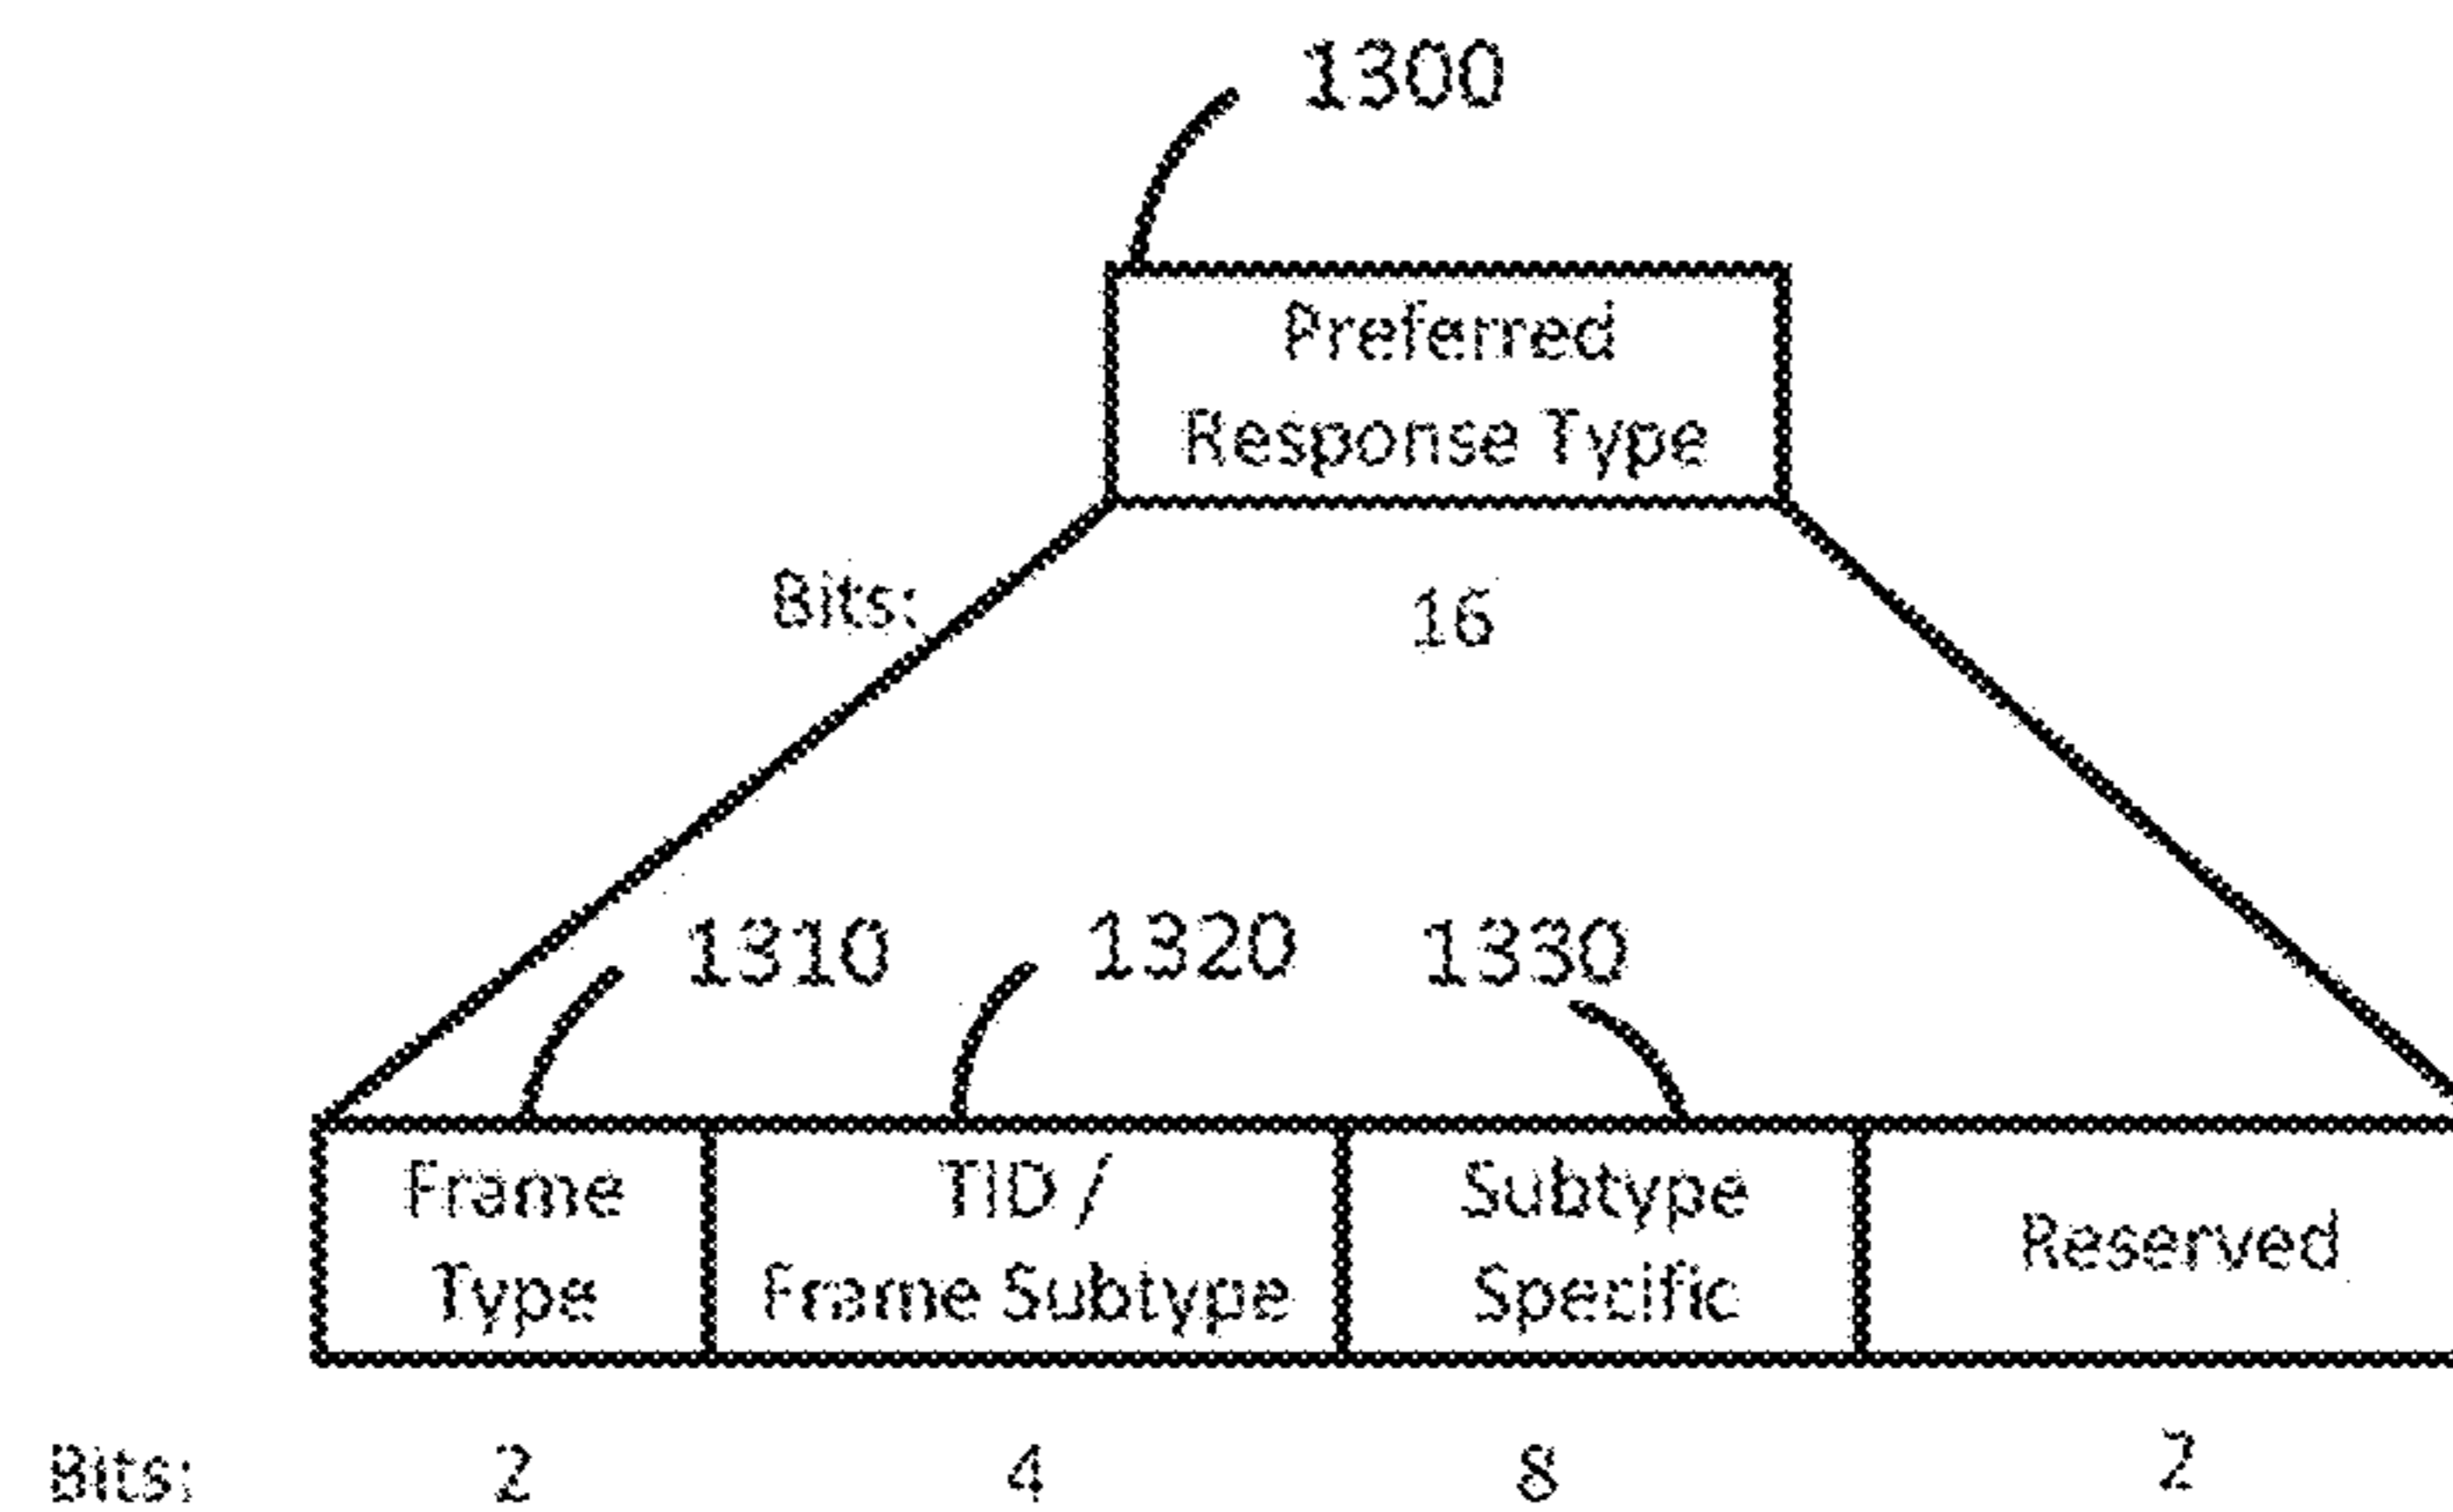 1300
Preferred
Response Type
Bits:
16
1310
1320
1330
Frame
Type
TID /
Frame Subtype
Subtype
Specific
Reserved
Bits:
2
4
8
2